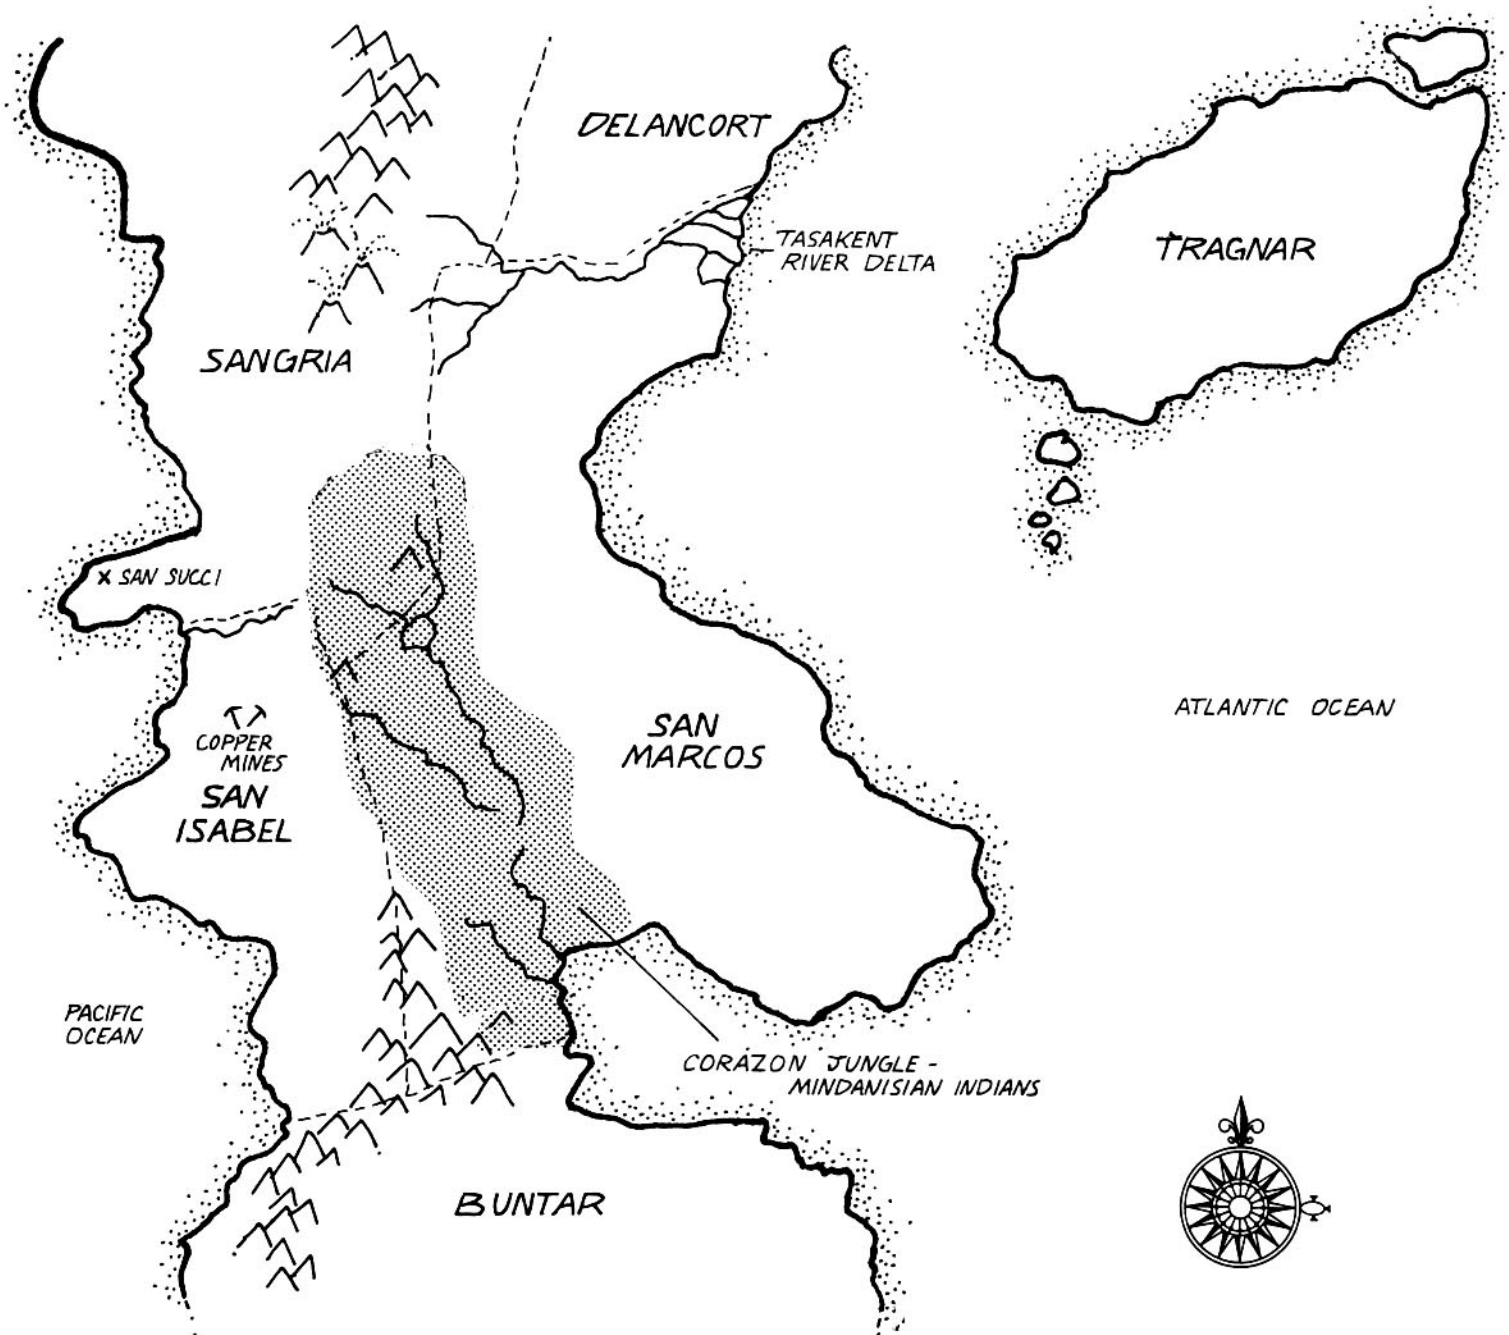 DELANCORT
TASAKENT
RIVER DELTA
TRAGNAR
SANGRIA
X SAN SUCCI
ATLANTIC OCEAN
COPPER
MINES
SAN
ISABEL
SAN
MARCOS
PACIFIC
OCEAN
CORAZON JUNGLE -
MINDANISIAN INDIANS
BUNTAR